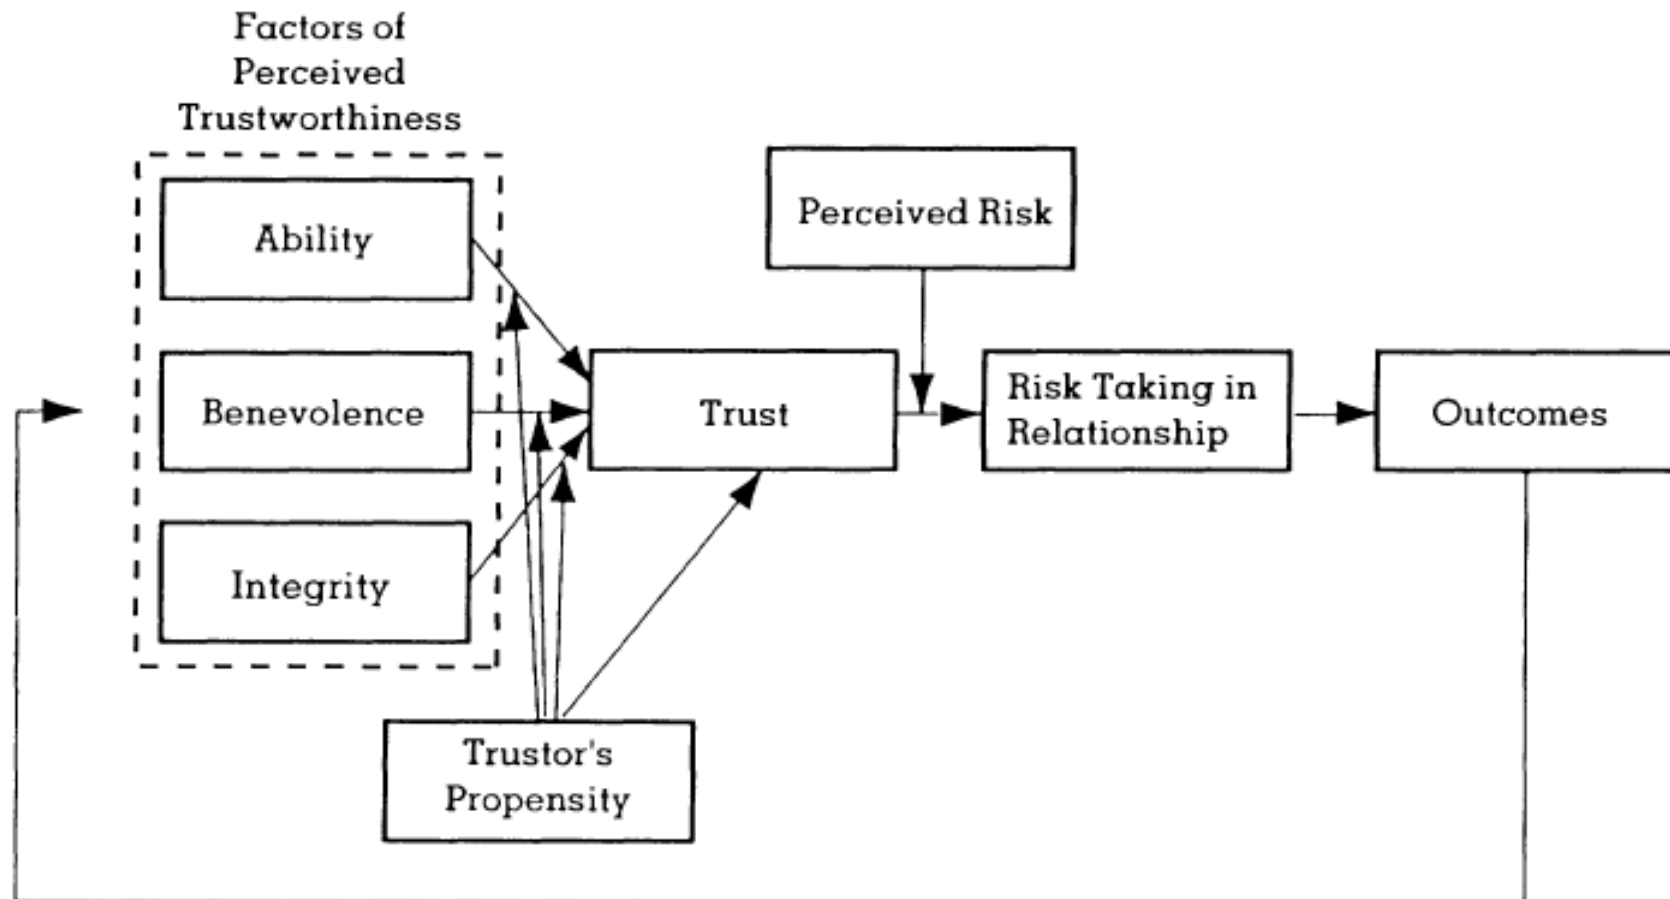 Factors of
Perceived
Trustworthiness
Ability
Benevolence
Integrity
Trustor's
Propensity
Trust
Perceived Risk
Risk Taking in
Relationship
Outcomes